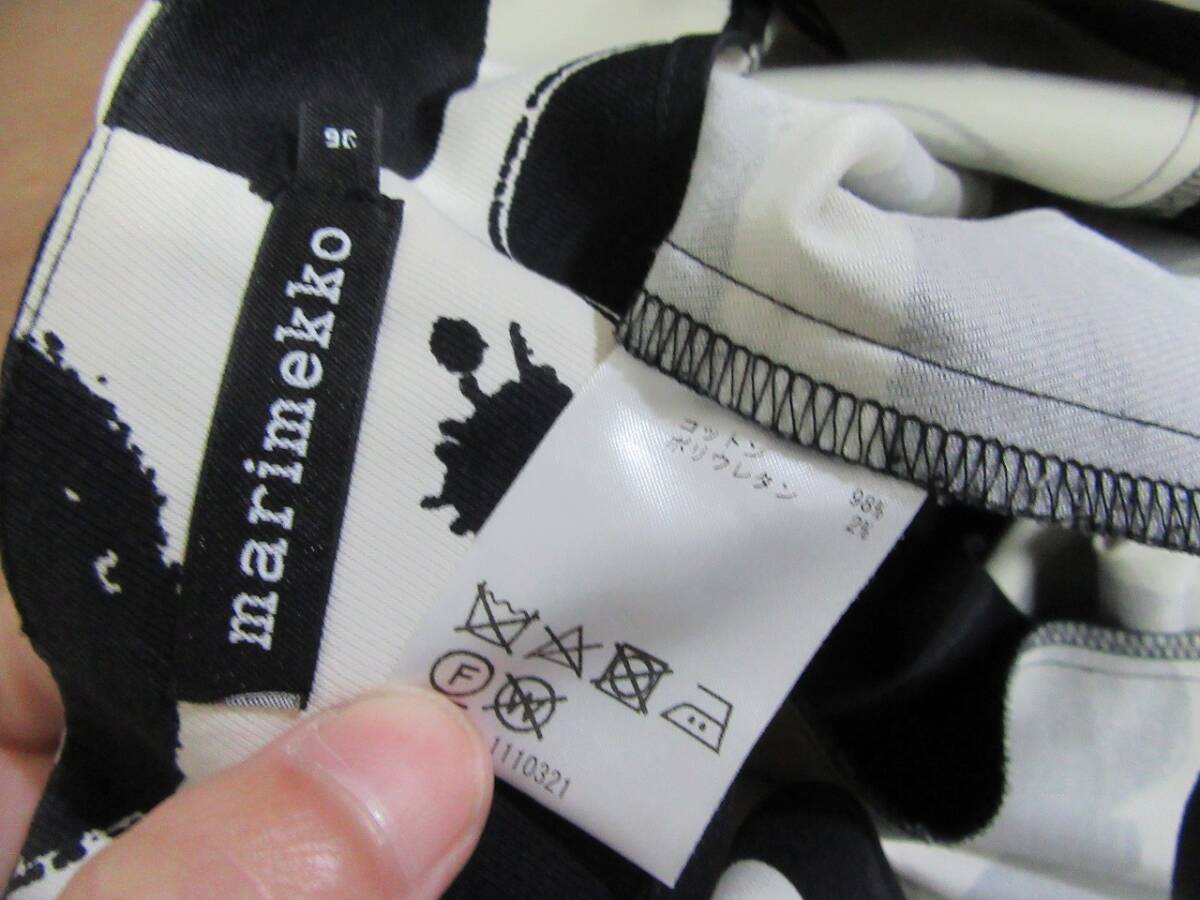 36
marimekko
コットン 98%
ポリウレタン 2%
F W
1110321